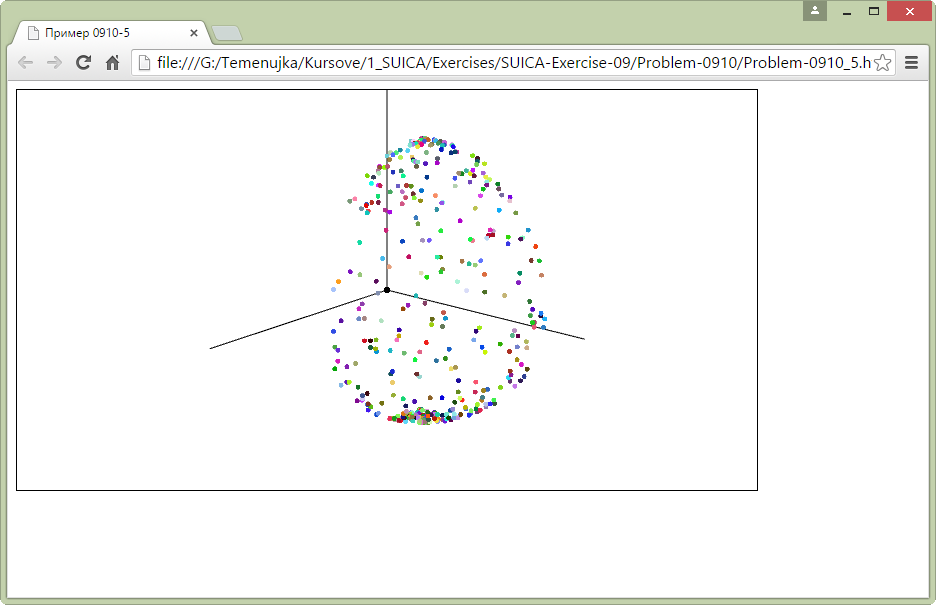 Пример 0910-5
file:///G:/Temenujka/Kursove/1_SUICA/Exercises/SUICA-Exercise-09/Problem-0910/Problem-0910_5.h